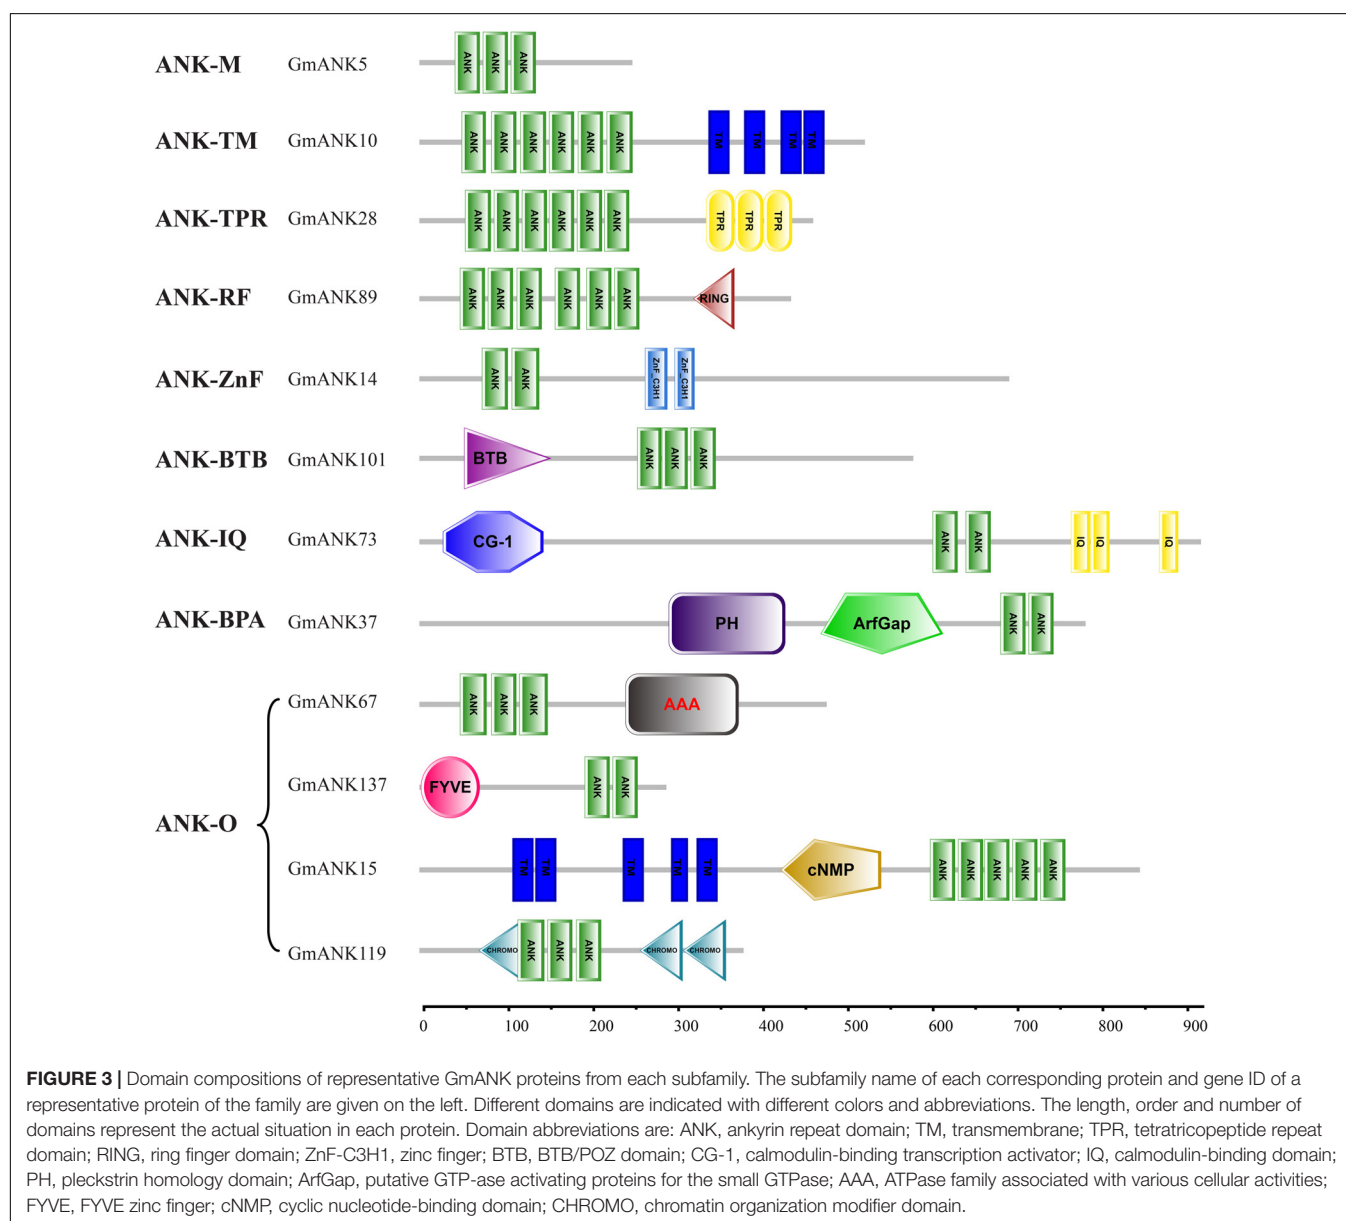 ANK-M GmANK5 ANK ANK ANK
ANK-TM GmANK10 ANK ANK ANK ANK ANK ANK TM TM TM TM
ANK-TPR GmANK28 ANK ANK ANK ANK ANK ANK TPR TPR TPR
ANK-RF GmANK89 ANK ANK ANK ANK ANK ANK RING
ANK-ZnF GmANK14 ANK ANK ZnF_C3H1 ZnF_C3H1
ANK-BTB GmANK101 BTB ANK ANK ANK
ANK-IQ GmANK73 CG-1 ANK ANK IQ IQ IQ
ANK-BPA GmANK37 PH ArfGap ANK ANK
GmANK67 ANK ANK ANK AAA
GmANK137 FYVE ANK ANK
ANK-O
GmANK15 TM TM TM TM TM cNMP ANK ANK ANK ANK ANK
GmANK119 CHROMO ANK ANK ANK CHROMO CHROMO
0 100 200 300 400 500 600 700 800 900
FIGURE 3 | Domain compositions of representative GmANK proteins from each subfamily. The subfamily name of each corresponding protein and gene ID of a
representative protein of the family are given on the left. Different domains are indicated with different colors and abbreviations. The length, order and number of
domains represent the actual situation in each protein. Domain abbreviations are: ANK, ankyrin repeat domain; TM, transmembrane; TPR, tetratricopeptide repeat
domain; RING, ring finger domain; ZnF-C3H1, zinc finger; BTB, BTB/POZ domain; CG-1, calmodulin-binding transcription activator; IQ, calmodulin-binding domain;
PH, pleckstrin homology domain; ArfGap, putative GTP-ase activating proteins for the small GTPase; AAA, ATPase family associated with various cellular activities;
FYVE, FYVE zinc finger; cNMP, cyclic nucleotide-binding domain; CHROMO, chromatin organization modifier domain.